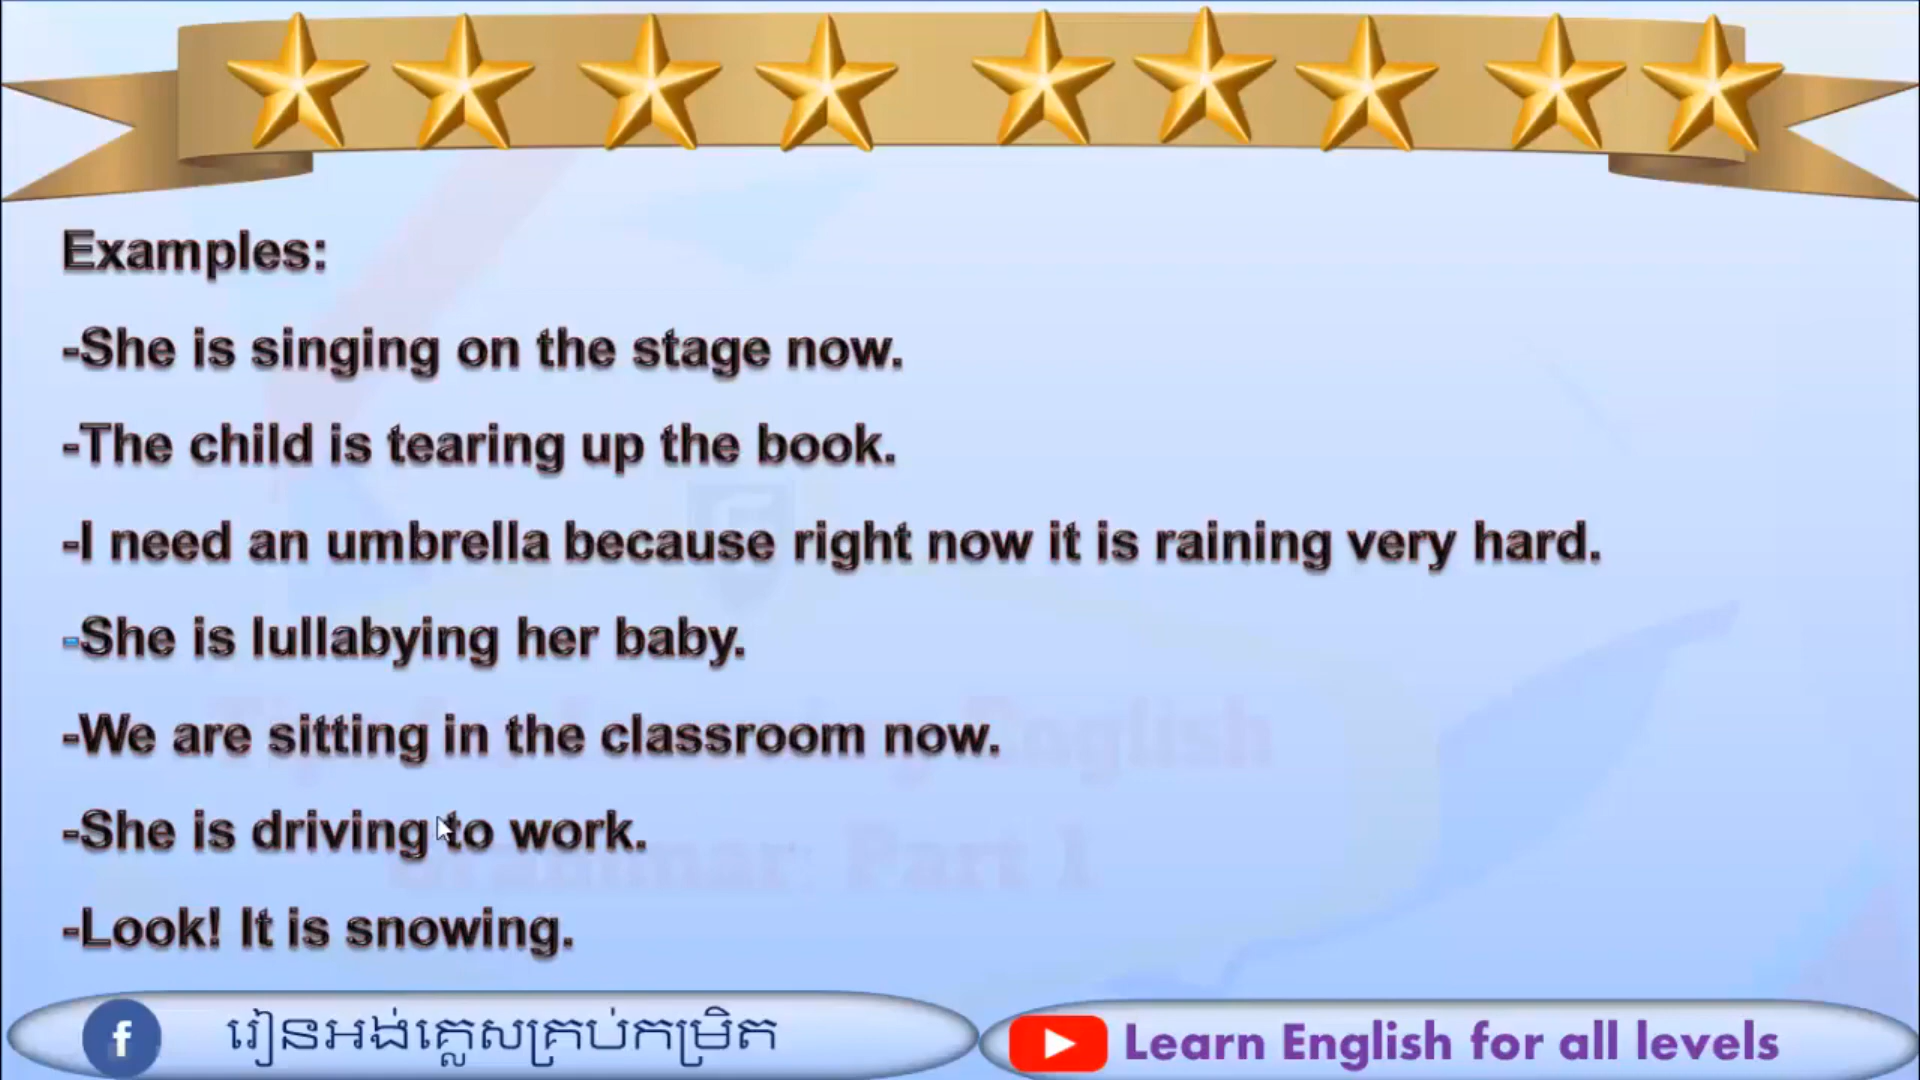 Examples:
-She is singing on the stage now.
-The child is tearing up the book.
-I need an umbrella because right now it is raining very hard.
-She is lullabying her baby.
-We are sitting in the classroom now.
-She is driving to work.
-Look! It is snowing.
រៀនអង់គ្លេសគ្រប់កម្រិត
Learn English for all levels